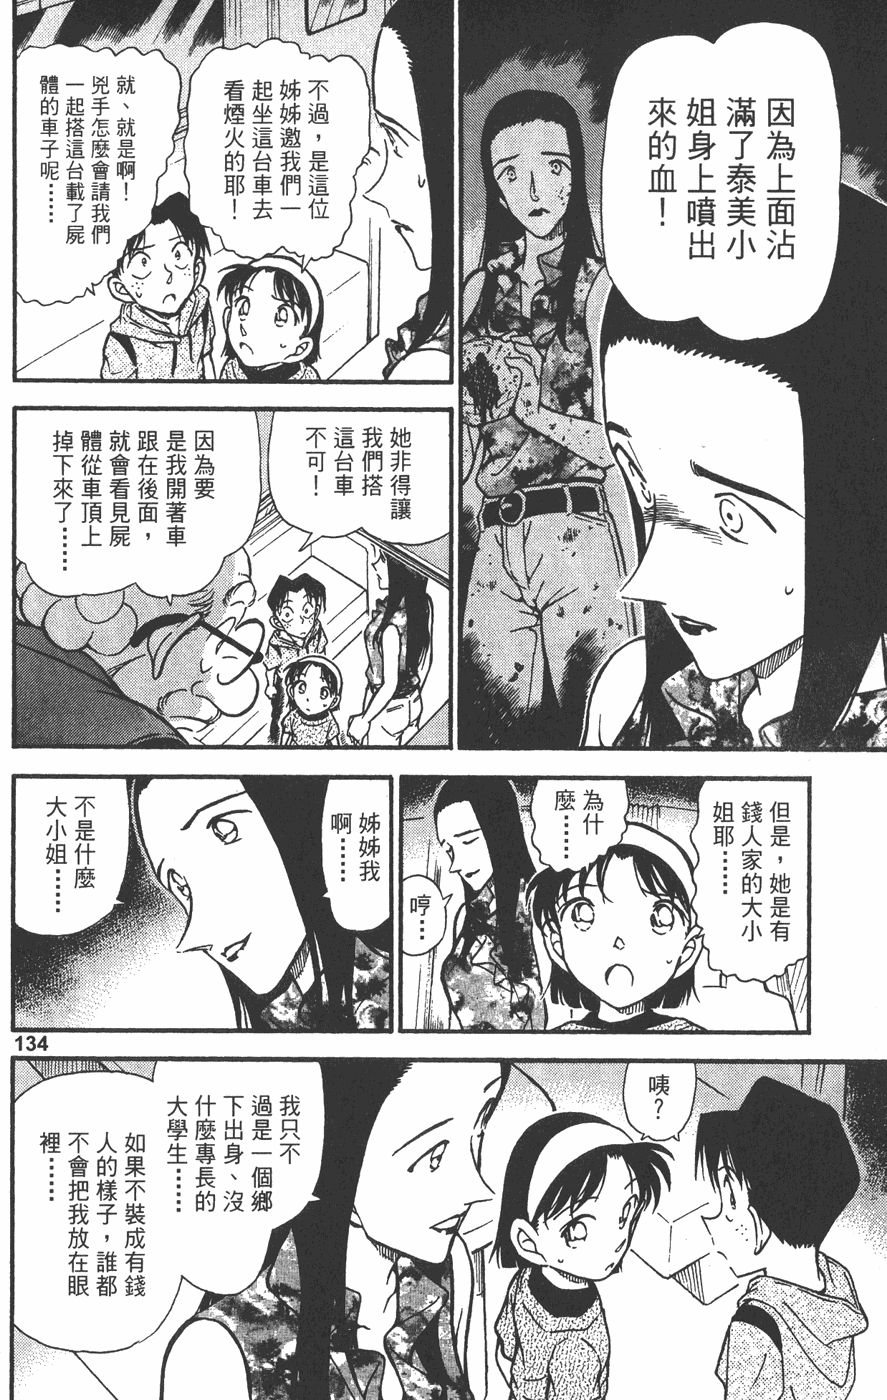 因為上面沾
滿了泰美小
姐身上噴出
來的血！
不過，是這位
姊姊邀我們一
起坐這台車去
看煙火的耶！
就、就是啊！
兇手怎麼會請我們
一起搭這台載了屍
體的車子呢……
她非得讓
我們搭
這台車
不可！
因為要
是我開著車
跟在後面，
就會看見屍
體從車頂上
掉下來了……
但是，她是有
錢人家的大小
姐耶……
為什
麼……
哼…
姊姊我
啊……
不是什麼
大小姐……
134
咦？
我只不
過是一個鄉
下出身、沒
什麼專長的
大學生……
如果不裝成有錢
人的樣子，誰都
不會把我放在眼
裡……